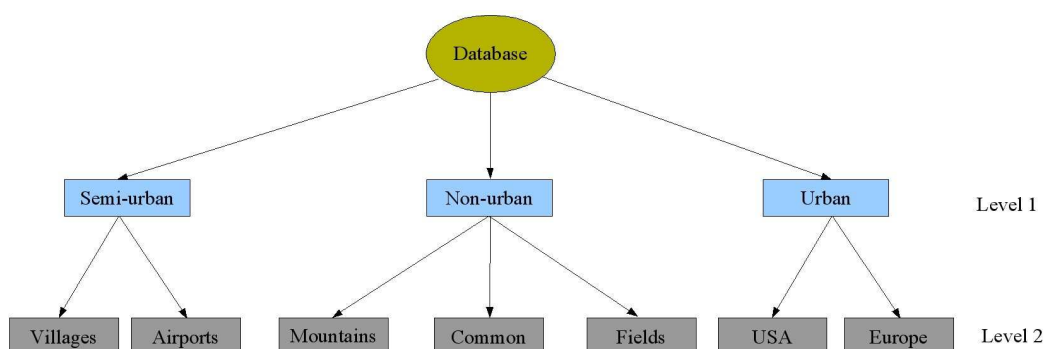 Database
Semi-urban
Non-urban
Urban
Level 1
Villages
Airports
Mountains
Common
Fields
USA
Europe
Level 2